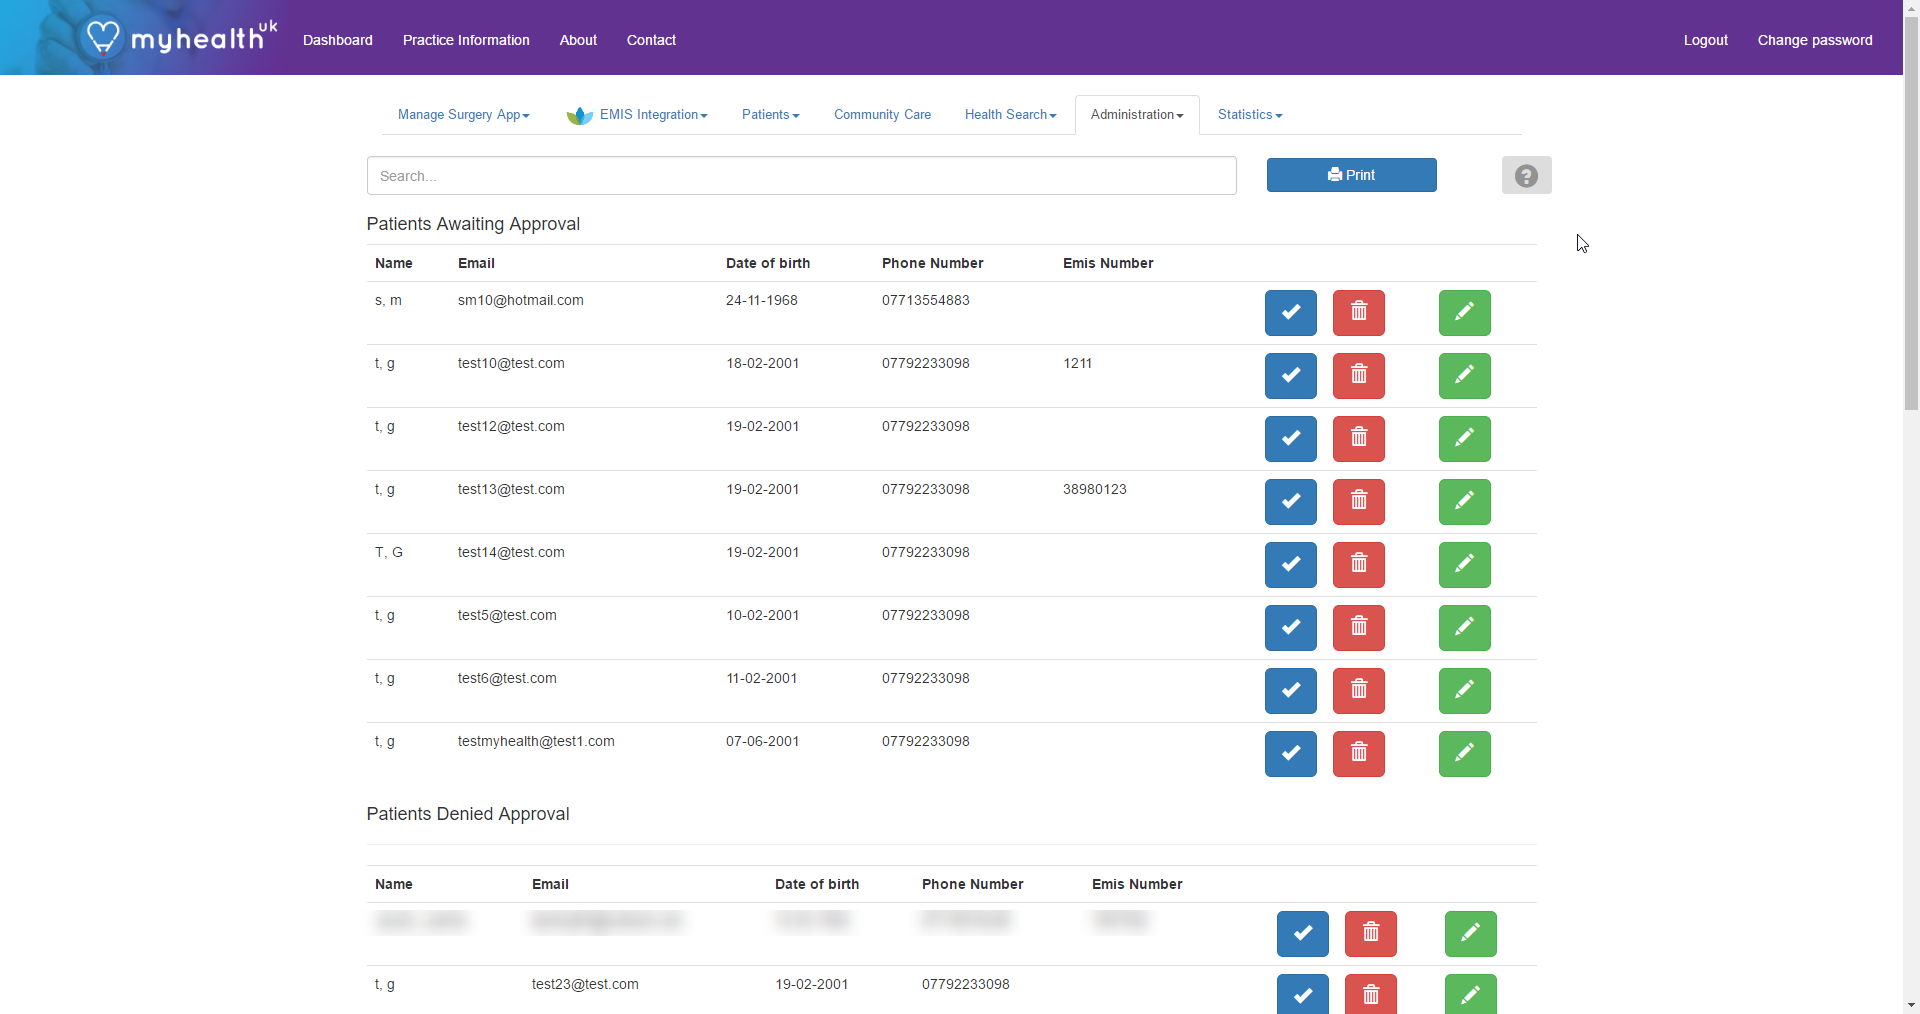 myhealth uk Dashboard Practice Information About Contact Logout Change password
Manage Surgery App EMIS Integration Patients Community Care Health Search Administration Statistics
Search... Print ?
Patients Awaiting Approval
Name Email Date of birth Phone Number Emis Number
s, m sm10@hotmail.com 24-11-1968 07713554883
t, g test10@test.com 18-02-2001 07792233098 1211
t, g test12@test.com 19-02-2001 07792233098
t, g test13@test.com 19-02-2001 07792233098 38980123
T, G test14@test.com 19-02-2001 07792233098
t, g test5@test.com 10-02-2001 07792233098
t, g test6@test.com 11-02-2001 07792233098
t, g testmyhealth@test1.com 07-06-2001 07792233098
Patients Denied Approval
Name Email Date of birth Phone Number Emis Number
t, g test23@test.com 19-02-2001 07792233098